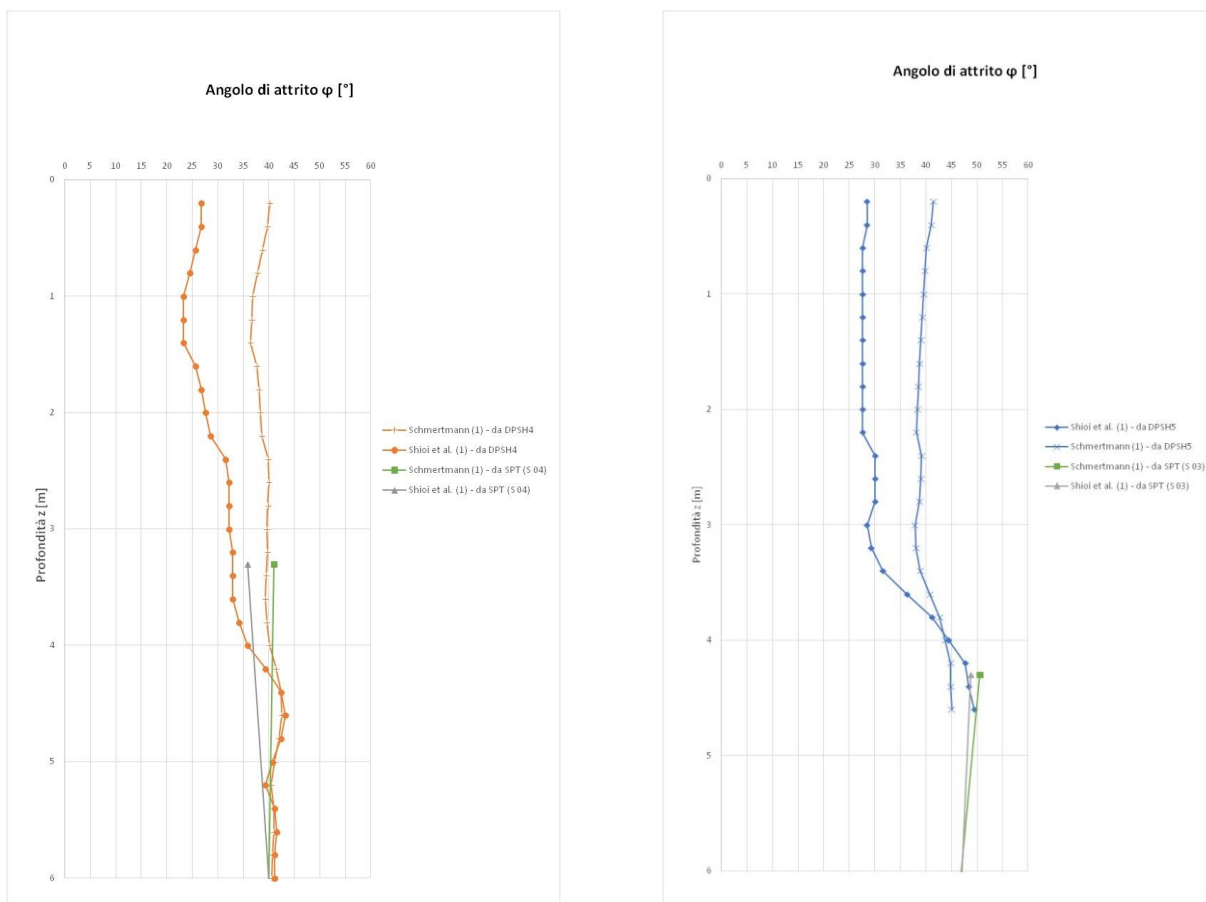 Angolo di attrito φ [°]
0 5 10 15 20 25 30 35 40 45 50 55 60
0
1
2
3
4
5
6
Profondità z [m]
Schmertmann (1) - da DPSH4
Shioi et al. (1) - da DPSH4
Schmertmann (1) - da SPT (S 04)
Shioi et al. (1) - da SPT (S 04)
Angolo di attrito φ [°]
0 5 10 15 20 25 30 35 40 45 50 55 60
0
1
2
3
4
5
6
Profondità z [m]
Shioi et al. (1) - da DPSH5
Schmertmann (1) - da DPSH5
Schmertmann (1) - da SPT (S 03)
Shioi et al. (1) - da SPT (S 03)